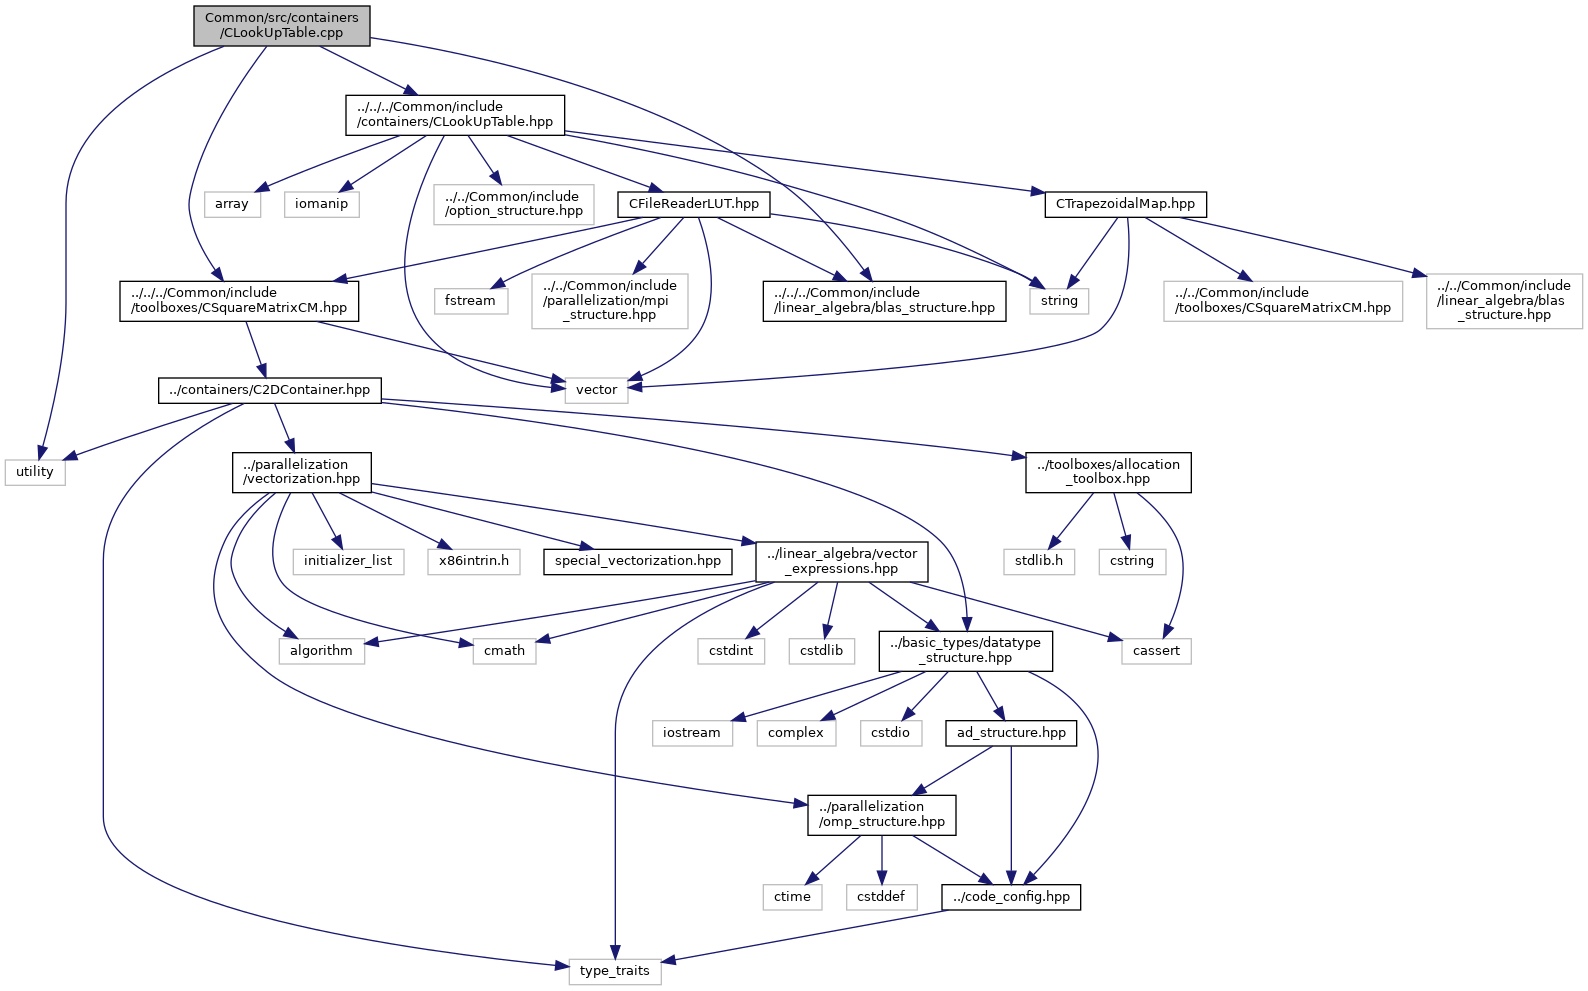 Common/src/containers
/CLookUpTable.cpp
../../../Common/include
/containers/CLookUpTable.hpp
array
iomanip
../../Common/include
/option_structure.hpp
CFileReaderLUT.hpp
CTrapezoidalMap.hpp
../../../Common/include
/toolboxes/CSquareMatrixCM.hpp
fstream
../../Common/include
/parallelization/mpi
_structure.hpp
../../../Common/include
/linear_algebra/blas_structure.hpp
string
../../Common/include
/toolboxes/CSquareMatrixCM.hpp
../../Common/include
/linear_algebra/blas
_structure.hpp
../containers/C2DContainer.hpp
vector
utility
../parallelization
/vectorization.hpp
../toolboxes/allocation
_toolbox.hpp
initializer_list
x86intrin.h
special_vectorization.hpp
../linear_algebra/vector
_expressions.hpp
stdlib.h
cstring
algorithm
cmath
cstdint
cstdlib
../basic_types/datatype
_structure.hpp
cassert
iostream
complex
cstdio
ad_structure.hpp
../parallelization
/omp_structure.hpp
ctime
cstddef
../code_config.hpp
type_traits